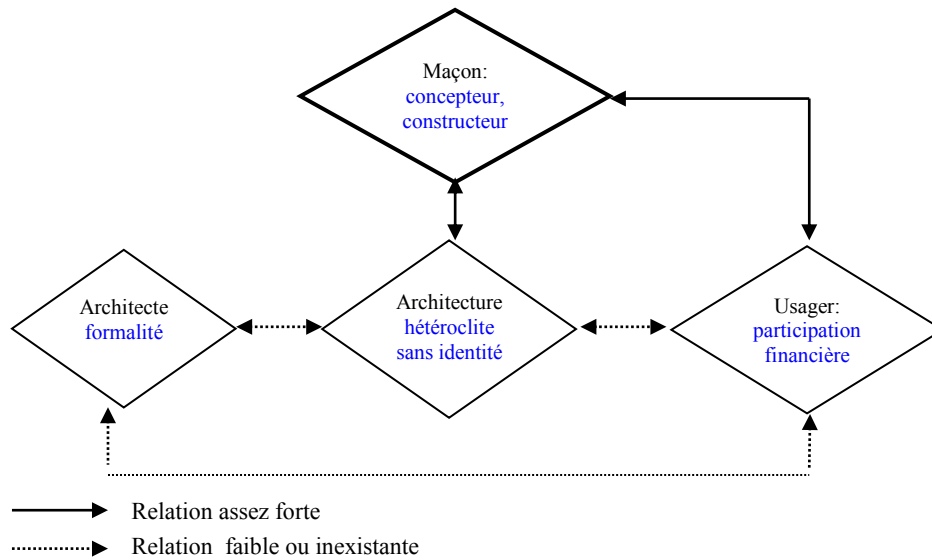 Maçon:
concepteur,
constructeur
Architecte
formalité
Architecture
hétéroclite
sans identité
Usager:
participation
financière
Relation assez forte
Relation faible ou inexistante